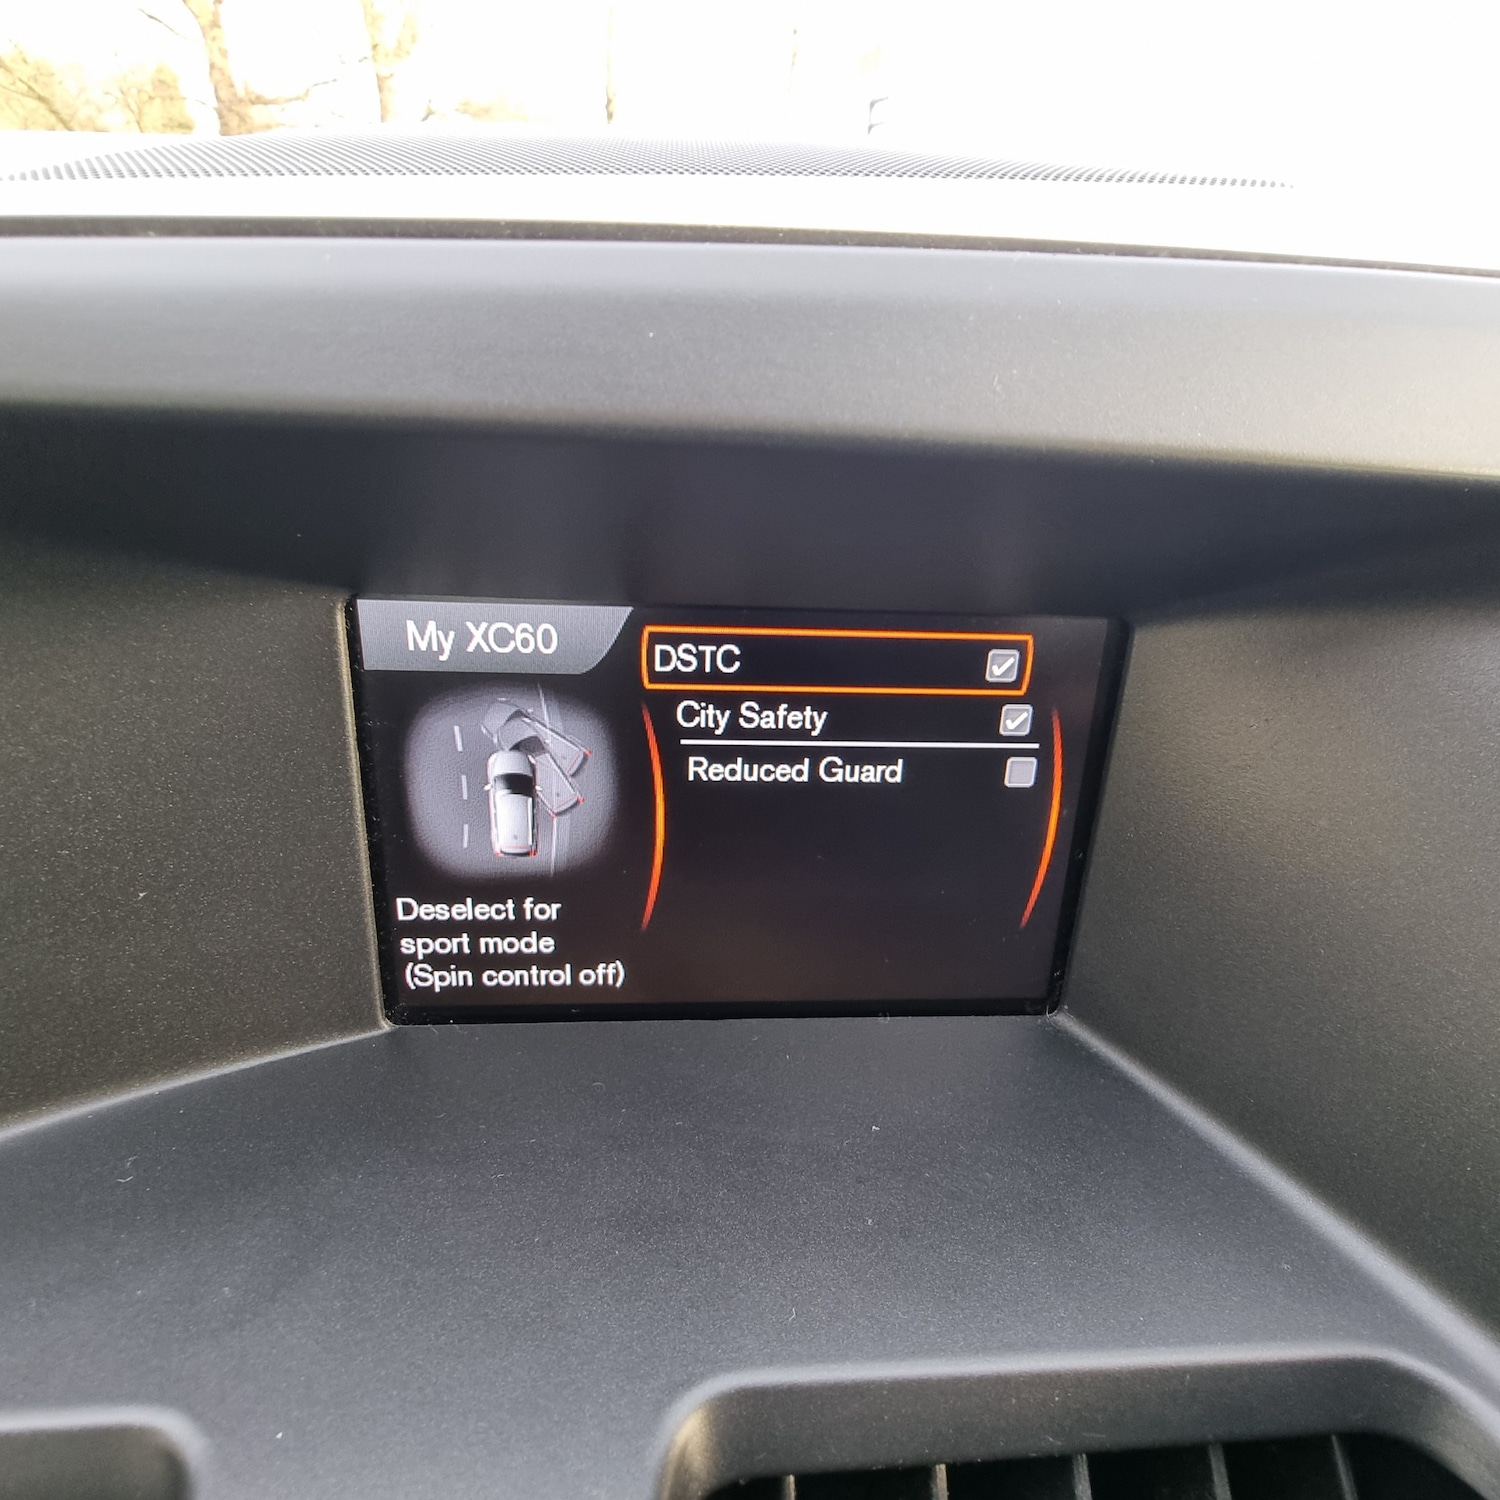 My XC60
DSTC
City Safety
Reduced Guard
Deselect for
sport mode
(Spin control off)